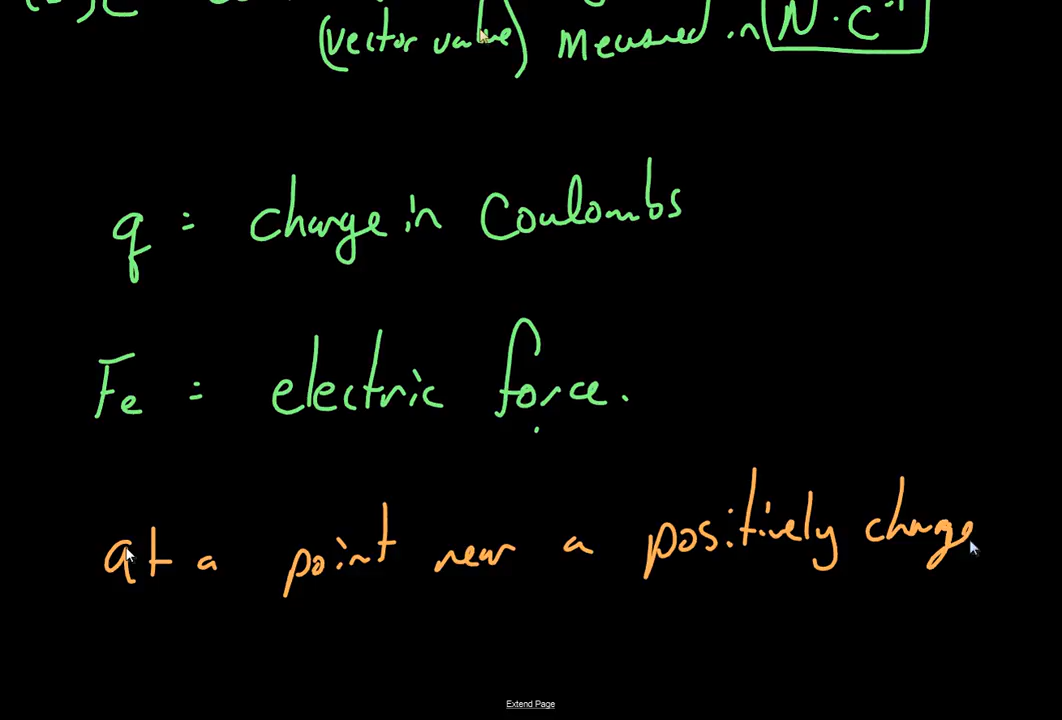 (vector value) Measured in N · C⁻¹
q = charge in Coulombs
Fe = electric force.
at a point near a positively charge
Extend Page